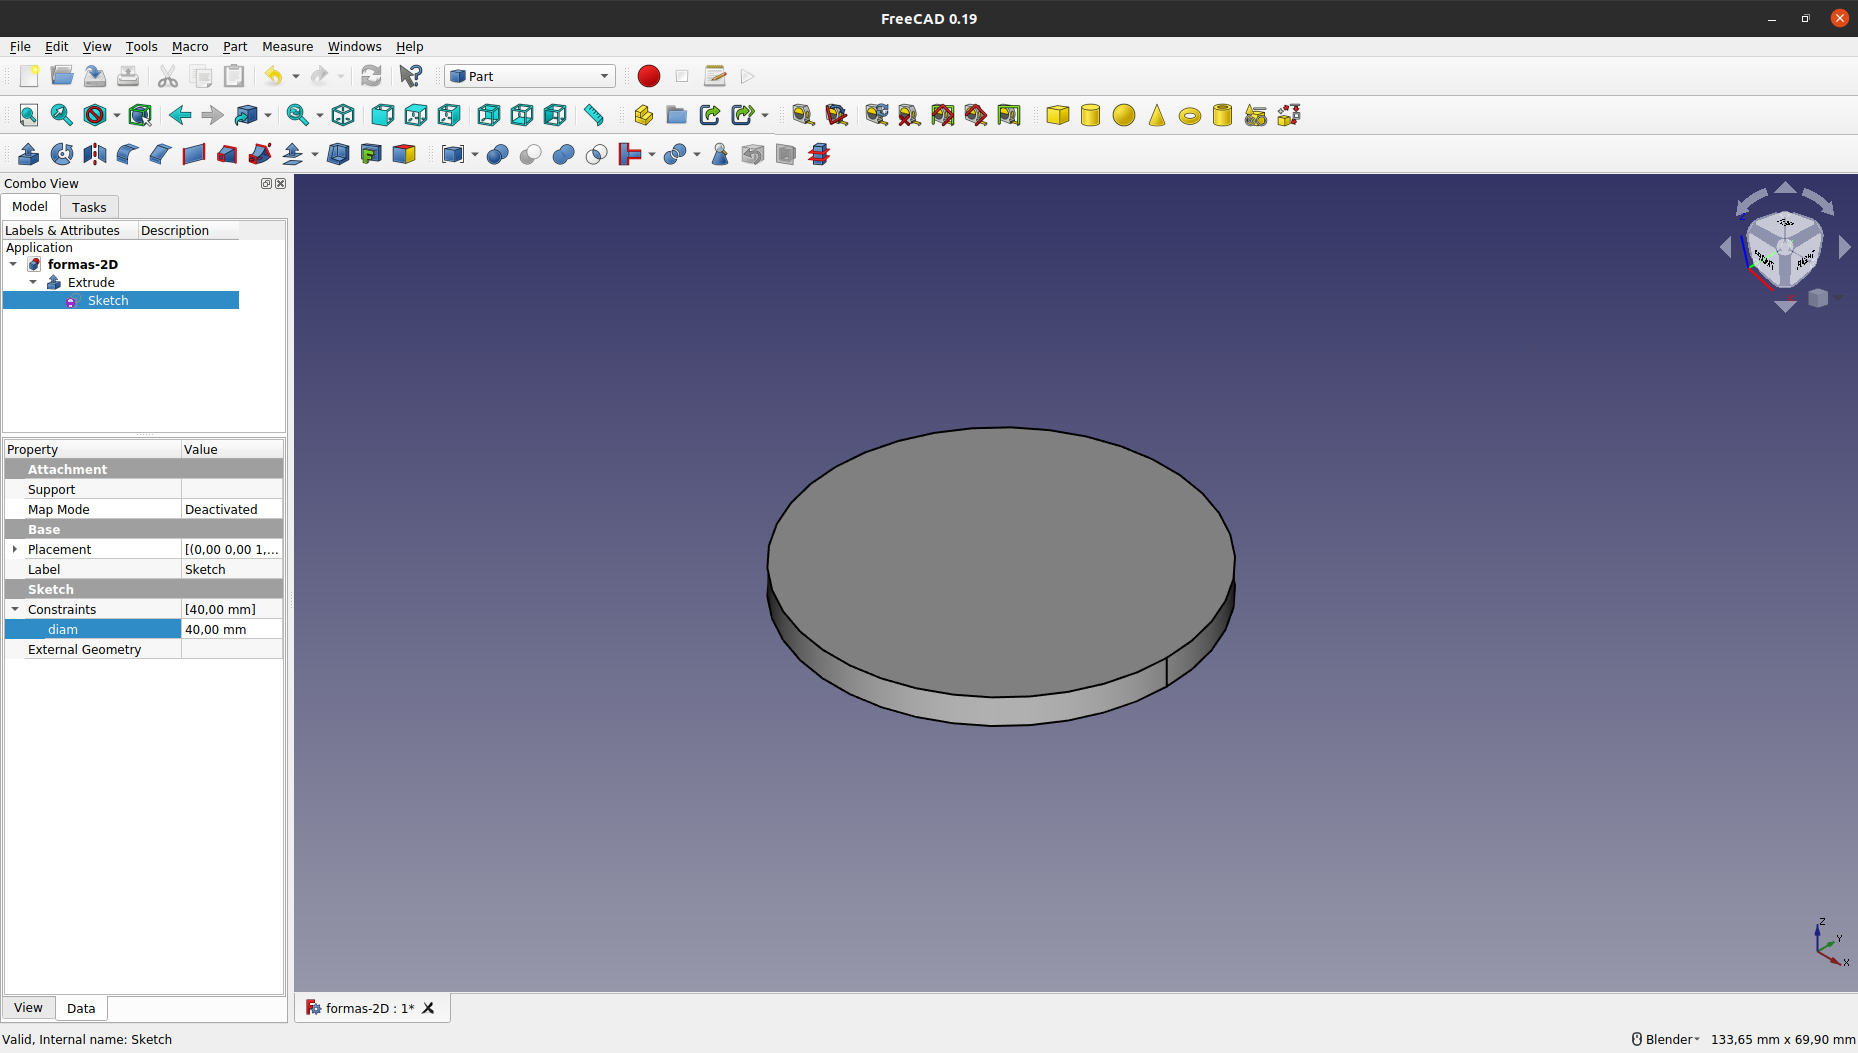 FreeCAD 0.19
File Edit View Tools Macro Part Measure Windows Help
Part
Combo View
Model Tasks
Labels & Attributes Description
Application
formas-2D
Extrude
Sketch
Property Value
Attachment
Support
Map Mode Deactivated
Base
Placement [(0,00 0,00 1,...
Label Sketch
Sketch
Constraints [40,00 mm]
diam 40,00 mm
External Geometry
Z
Y
X
View Data
formas-2D : 1*
Valid, Internal name: Sketch
Blender
133,65 mm x 69,90 mm